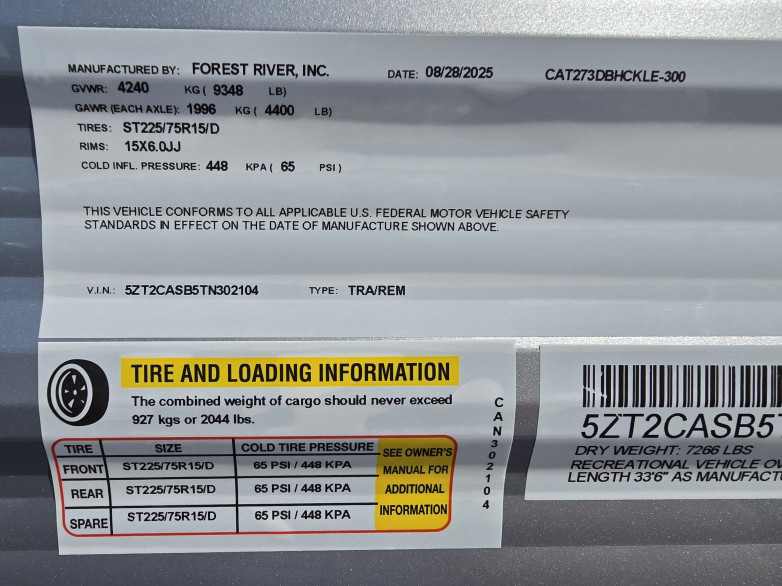 MANUFACTURED BY: FOREST RIVER, INC. DATE: 08/28/2025 CAT273DBHCKLE-300
GVWR: 4240 KG ( 9348 LB)
GAWR (EACH AXLE): 1996 KG ( 4400 LB)
TIRES: ST225/75R15/D
RIMS: 15X6.0JJ
COLD INFL. PRESSURE: 448 KPA ( 65 PSI )
THIS VEHICLE CONFORMS TO ALL APPLICABLE U.S. FEDERAL MOTOR VEHICLE SAFETY
STANDARDS IN EFFECT ON THE DATE OF MANUFACTURE SHOWN ABOVE.
V.I.N.: 5ZT2CASB5TN302104 TYPE: TRA/REM
TIRE AND LOADING INFORMATION
The combined weight of cargo should never exceed
927 kgs or 2044 lbs.
TIRE SIZE COLD TIRE PRESSURE
FRONT ST225/75R15/D 65 PSI / 448 KPA
REAR ST225/75R15/D 65 PSI / 448 KPA
SPARE ST225/75R15/D 65 PSI / 448 KPA
SEE OWNER'S
MANUAL FOR
ADDITIONAL
INFORMATION
CAN302104
5ZT2CASB5
DRY WEIGHT: 7266 LBS
RECREATIONAL VEHICLE
LENGTH 33'6" AS